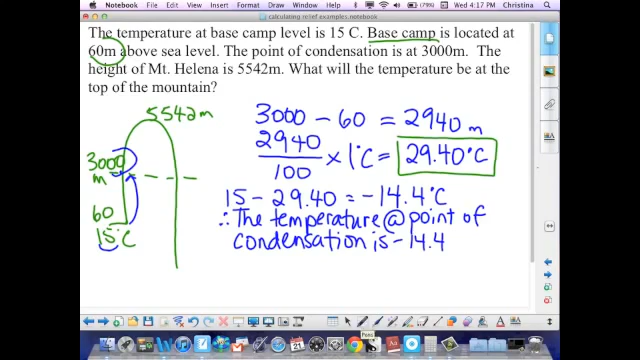 Notebook View Insert Format Tools Window Help
Wed 4:17 PM Christina
calculating relief examples.notebook
The temperature at base camp level is 15 C. Base camp is located at
60m above sea level. The point of condensation is at 3000m. The
height of Mt. Helena is 5542m. What will the temperature be at the
top of the mountain?
5542m
3000
m
60
15°C
3000 - 60 = 2940 m
2940
100
×1°C= 29.40°C
15 - 29.40 = -14.4°C
∴ The temperature @ point of
condensation is -14.4
Pens
21